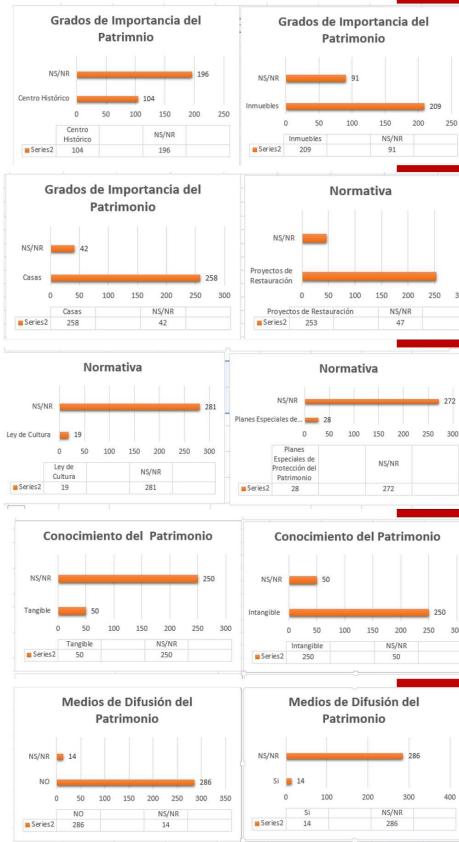 Grados de Importancia del
Patrimnio
NS/NR 196
Centro Histórico 104
0 50 100 150 200 250
Centro
Histórico NS/NR
Series2 104 196
Grados de Importancia del
Patrimonio
NS/NR 91
Inmuebles 209
0 50 100 150 200 250
Inmuebles NS/NR
Series2 209 91
Grados de Importancia del
Patrimonio
NS/NR 42
Casas 258
0 50 100 150 200 250 300
Casas NS/NR
Series2 258 42
Normativa
NS/NR
Proyectos de
Restauración
0 50 100 150 200 250
Proyectos de Restauración NS/NR
Series2 253 47
Normativa
NS/NR 281
Ley de Cultura 19
0 50 100 150 200 250 300
Ley de
Cultura NS/NR
Series2 19 281
Normativa
NS/NR 272
Planes Especiales de... 28
0 50 100 150 200 250 300
Planes
Especiales de
Protección del
Patrimonio NS/NR
Series2 28 272
Conocimiento del Patrimonio
NS/NR 250
Tangible 50
0 50 100 150 200 250 300
Tangible NS/NR
Series2 50 250
Conocimiento del Patrimonio
NS/NR 50
Intangible 250
0 50 100 150 200 250 300
Intangible NS/NR
Series2 250 50
Medios de Difusión del
Patrimonio
NS/NR 14
NO 286
0 50 100 150 200 250 300 350
NO NS/NR
Series2 286 14
Medios de Difusión del
Patrimonio
NS/NR 286
Si 14
0 100 200 300 400
Si NS/NR
Series2 14 286